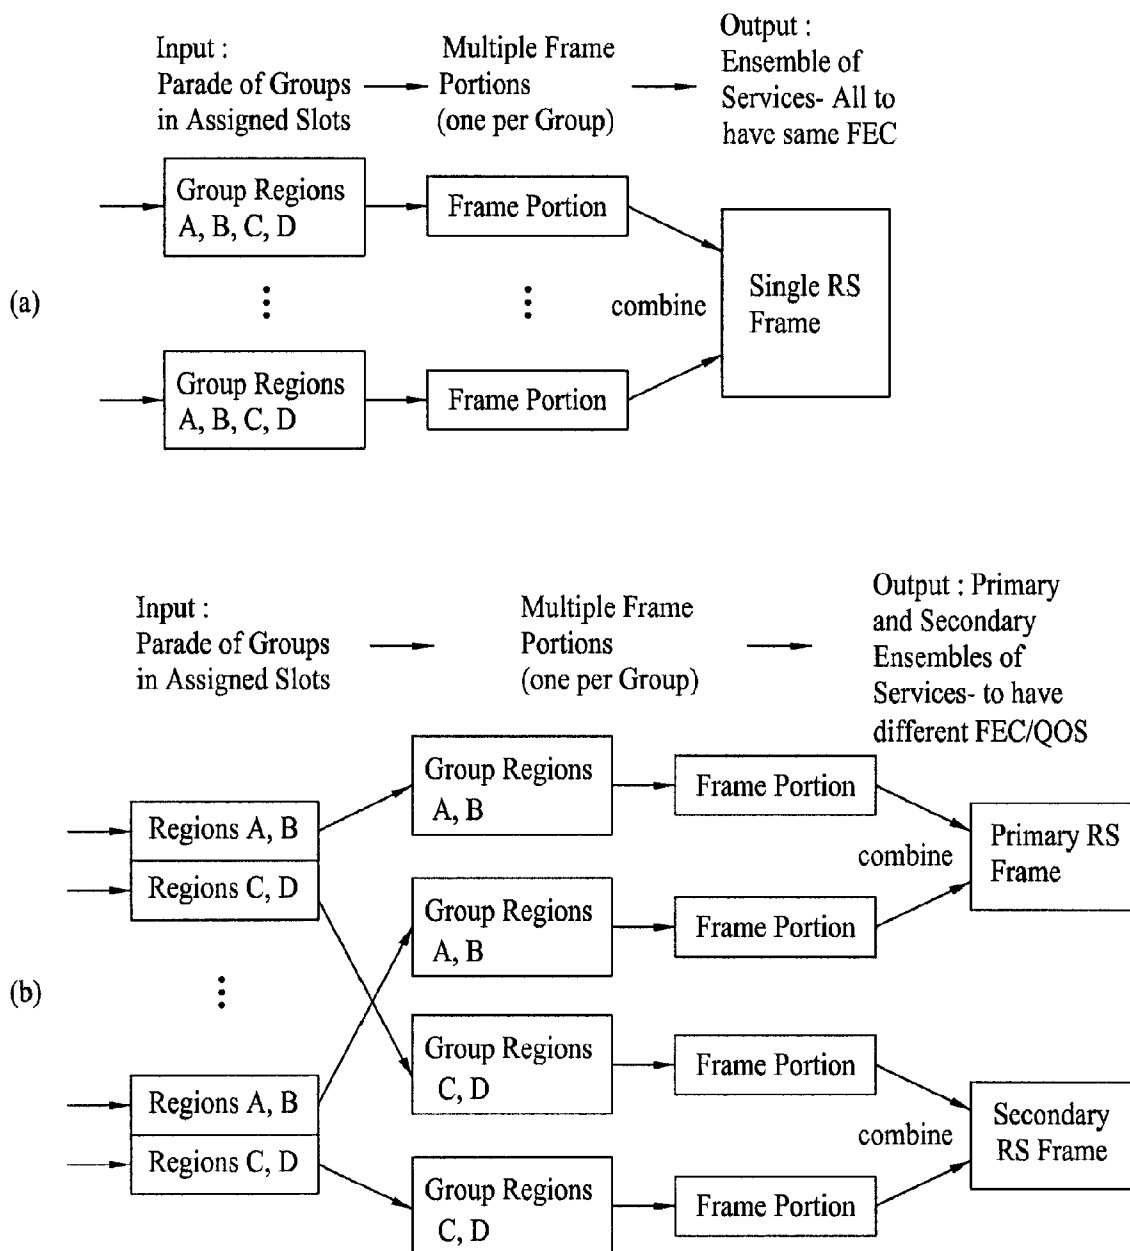 Input :
Parade of Groups
in Assigned Slots
Multiple Frame
Portions
(one per Group)
Output :
Ensemble of
Services- All to
have same FEC
(a)
Group Regions
A, B, C, D
Frame Portion
Group Regions
A, B, C, D
Frame Portion
combine
Single RS
Frame
(b)
Input :
Parade of Groups
in Assigned Slots
Multiple Frame
Portions
(one per Group)
Output : Primary
and Secondary
Ensembles of
Services- to have
different FEC/QOS
Regions A, B
Regions C, D
Regions A, B
Regions C, D
Group Regions
A, B
Group Regions
A, B
Group Regions
C, D
Group Regions
C, D
Frame Portion
Frame Portion
Frame Portion
Frame Portion
combine
Primary RS
Frame
combine
Secondary
RS Frame